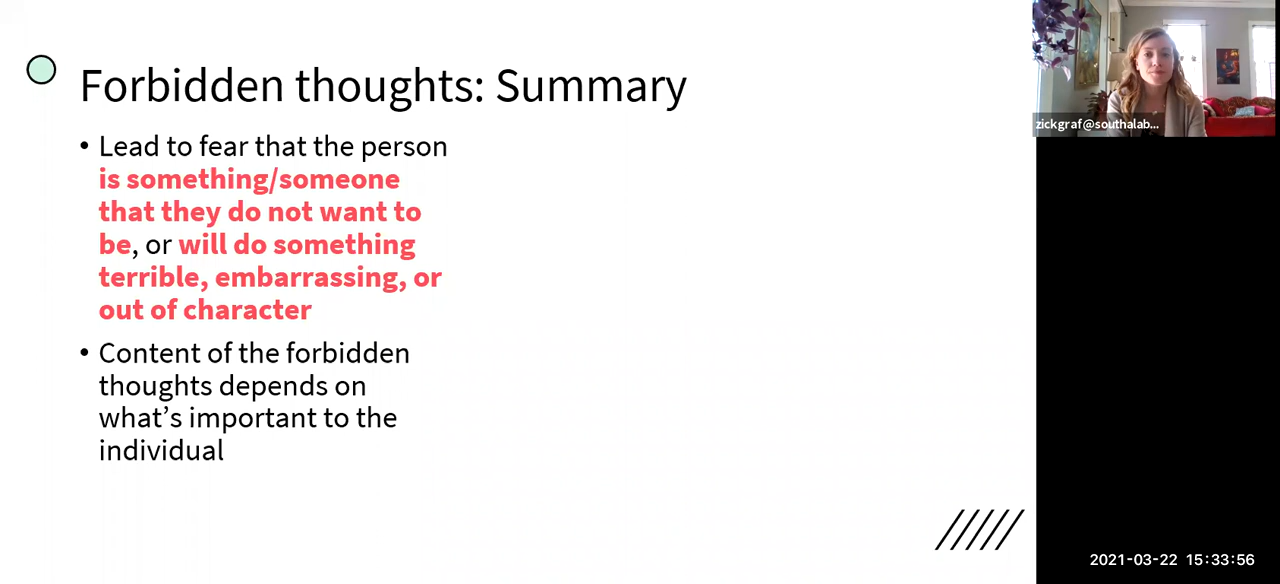 Forbidden thoughts: Summary
• Lead to fear that the person
is something/someone
that they do not want to
be, or will do something
terrible, embarrassing, or
out of character
• Content of the forbidden
thoughts depends on
what's important to the
individual
zickgraf@southalab...
2021-03-22 15:33:56